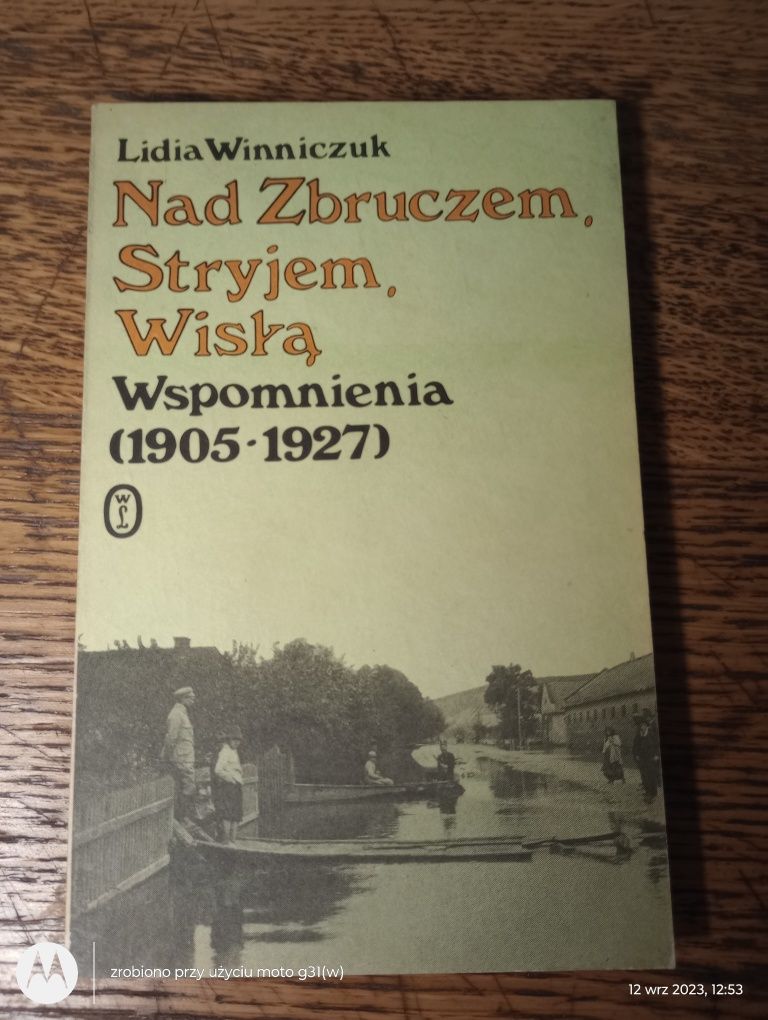 Lidia Winniczuk
Nad Zbruczem,
Stryjem,
Wisłą
Wspomnienia
(1905-1927)
WL
zrobiono przy użyciu moto g31(w)
12 wrz 2023, 12:53